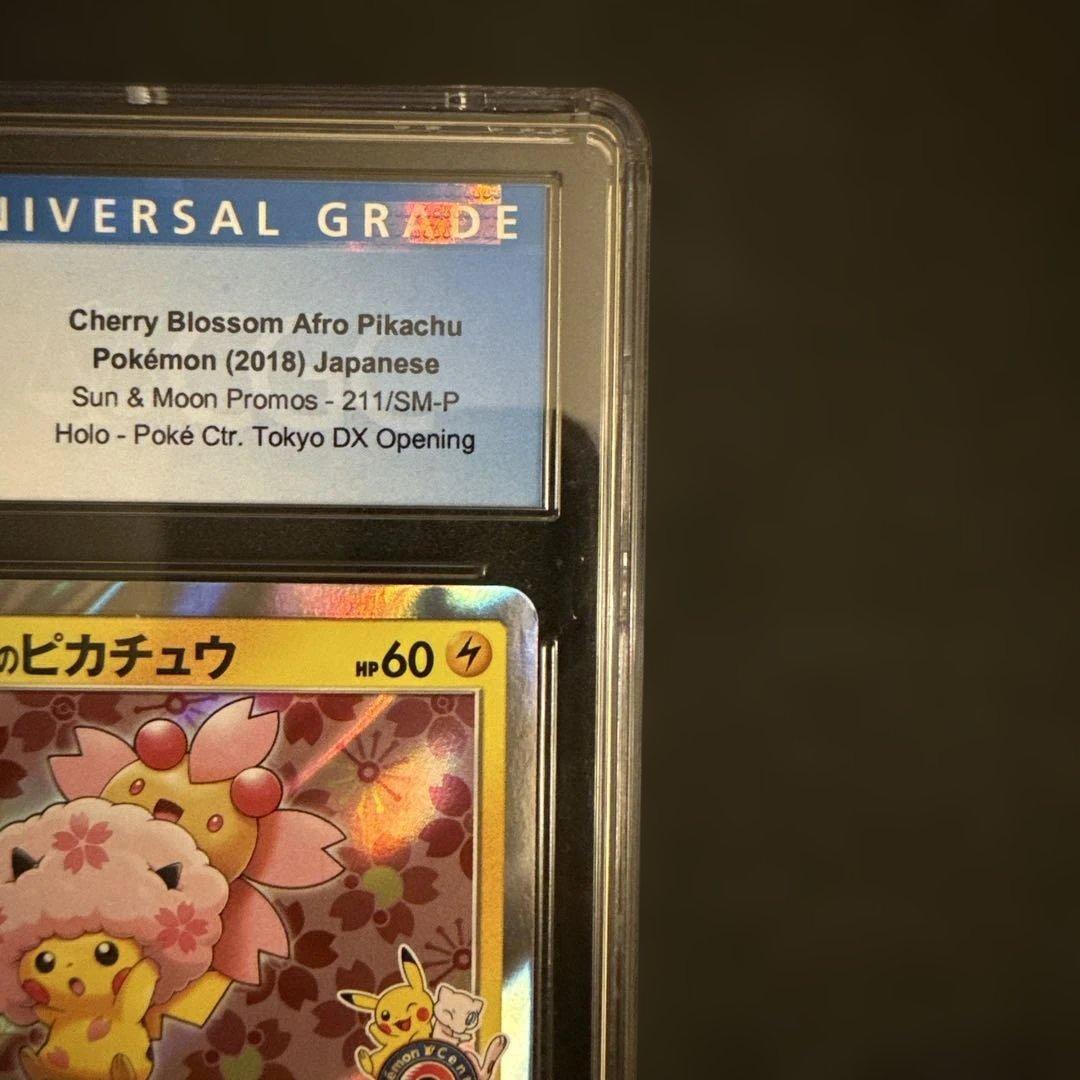 NIVERSAL GRADE
Cherry Blossom Afro Pikachu
Pokémon (2018) Japanese
Sun & Moon Promos - 211/SM-P
Holo - Poké Ctr. Tokyo DX Opening
のピカチュウ HP60